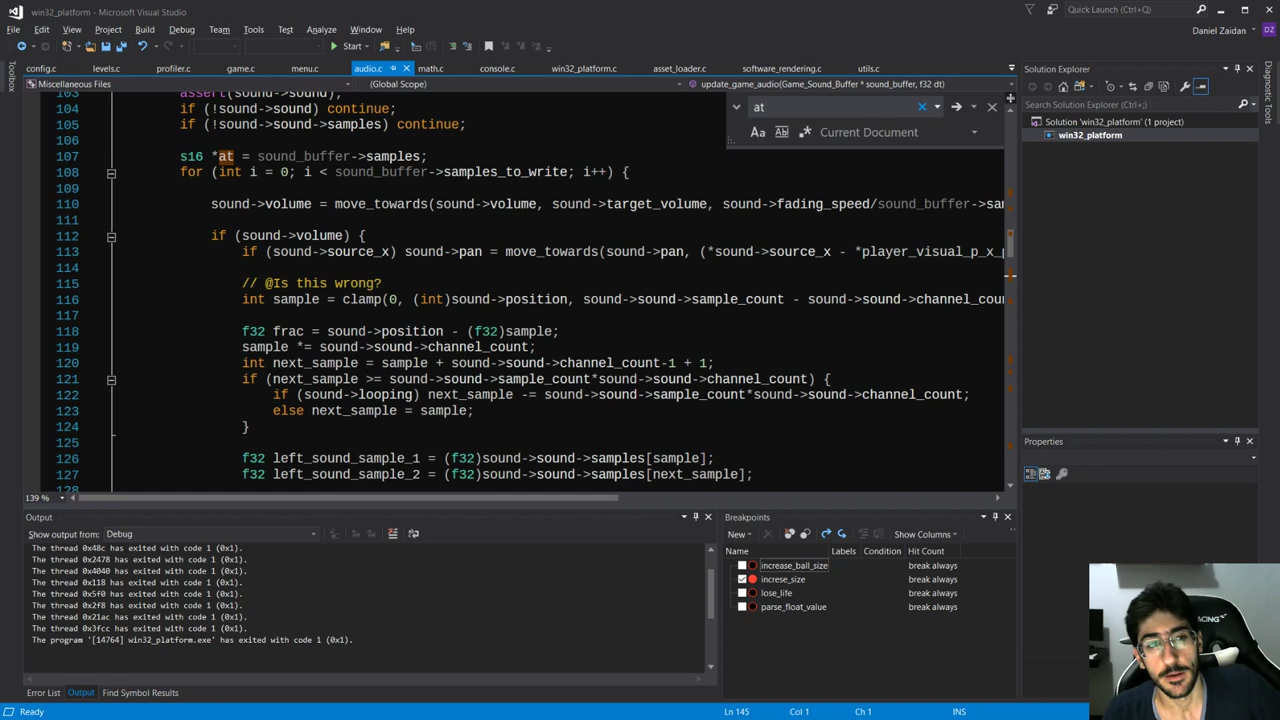 win32_platform - Microsoft Visual Studio
Quick Launch (Ctrl+Q)
File Edit View Project Build Debug Team Tools Test Analyze Window Help
Daniel Zaidan DZ
Start
config.c levels.c profiler.c game.c menu.c audio.c math.c console.c win32_platform.c asset_loader.c software_rendering.c utils.c
Miscellaneous Files (Global Scope) update_game_audio(Game_Sound_Buffer * sound_buffer, f32 dt)
Toolbox
103 assert(sound->sound);
104 if (!sound->sound) continue;
105 if (!sound->sound->samples) continue;
106
107 s16 *at = sound_buffer->samples;
108 for (int i = 0; i < sound_buffer->samples_to_write; i++) {
109
110 sound->volume = move_towards(sound->volume, sound->target_volume, sound->fading_speed/sound_buffer->sam
111
112 if (sound->volume) {
113 if (sound->source_x) sound->pan = move_towards(sound->pan, (*sound->source_x - *player_visual_p_x_p
114
115 // @Is this wrong?
116 int sample = clamp(0, (int)sound->position, sound->sound->sample_count - sound->sound->channel_coun
117
118 f32 frac = sound->position - (f32)sample;
119 sample *= sound->sound->channel_count;
120 int next_sample = sample + sound->sound->channel_count-1 + 1;
121 if (next_sample >= sound->sound->sample_count*sound->sound->channel_count) {
122 if (sound->looping) next_sample -= sound->sound->sample_count*sound->sound->channel_count;
123 else next_sample = sample;
124 }
125
126 f32 left_sound_sample_1 = (f32)sound->sound->samples[sample];
127 f32 left_sound_sample_2 = (f32)sound->sound->samples[next_sample];
128
at
Aa Ab Current Document
139 %
Solution Explorer
Search Solution Explorer (Ctrl+;)
Solution 'win32_platform' (1 project)
win32_platform
Diagnostic Tools
Properties
Output
Show output from: Debug
The thread 0x48c has exited with code 1 (0x1).
The thread 0x2478 has exited with code 1 (0x1).
The thread 0x4040 has exited with code 1 (0x1).
The thread 0x118 has exited with code 1 (0x1).
The thread 0x5f0 has exited with code 1 (0x1).
The thread 0x2f8 has exited with code 1 (0x1).
The thread 0x21ac has exited with code 1 (0x1).
The thread 0x3fcc has exited with code 1 (0x1).
The program '[14764] win32_platform.exe' has exited with code 1 (0x1).
Breakpoints
New Show Columns
Name Labels Condition Hit Count
increase_ball_size break always
increse_size break always
lose_life break always
parse_float_value break always
Error List Output Find Symbol Results
Ready Ln 145 Col 1 Ch 1 INS